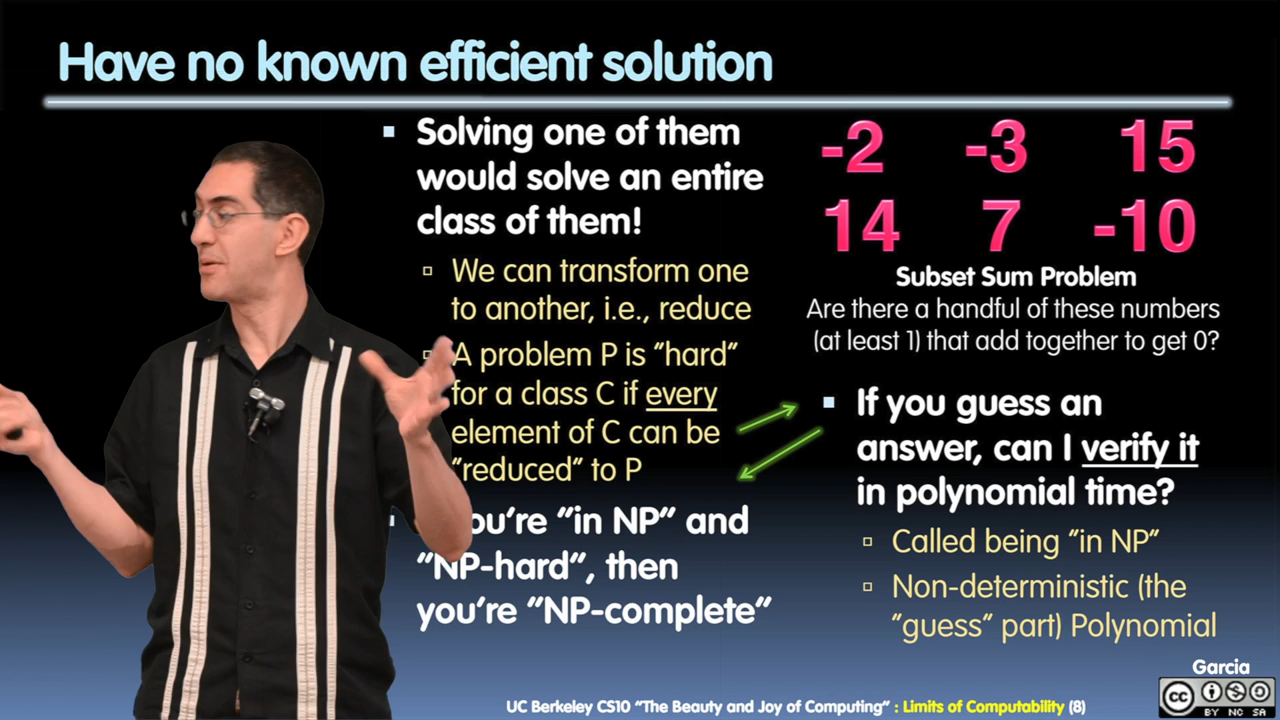 Have no known efficient solution
Solving one of them
would solve an entire
class of them!
We can transform one
to another, i.e., reduce
A problem P is "hard"
for a class C if every
element of C can be
"reduced" to P
you're "in NP" and
"NP-hard", then
you're "NP-complete"
-2 -3 15
14 7 -10
Subset Sum Problem
Are there a handful of these numbers
(at least 1) that add together to get 0?
If you guess an
answer, can I verify it
in polynomial time?
Called being "in NP"
Non-deterministic (the
"guess" part) Polynomial
Garcia
UC Berkeley CS10 "The Beauty and Joy of Computing" : Limits of Computability (8)
cc
BY NC SA